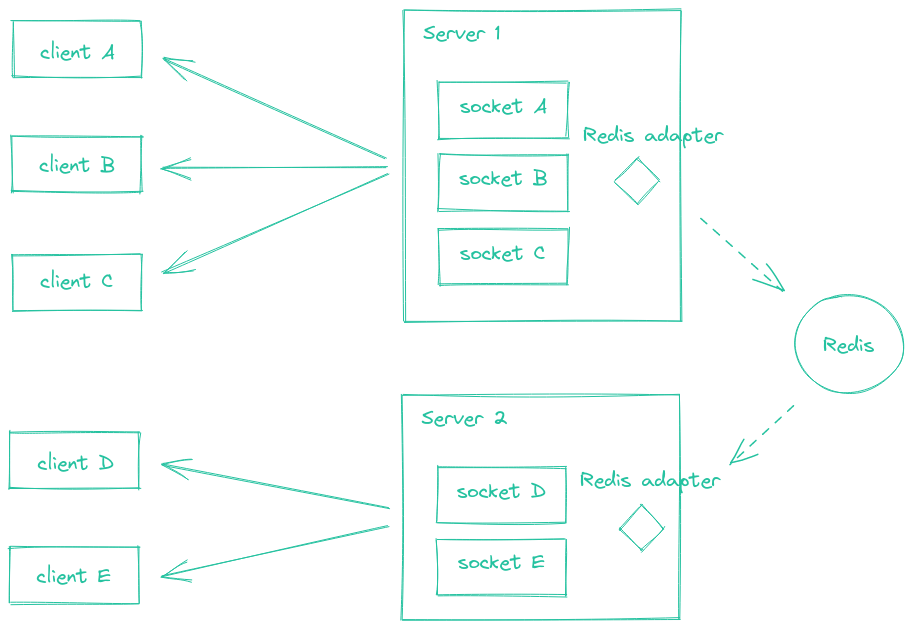 client A
client B
client C
Server 1
socket A
socket B
socket C
Redis adapter
Redis
client D
client E
Server 2
socket D
socket E
Redis adapter